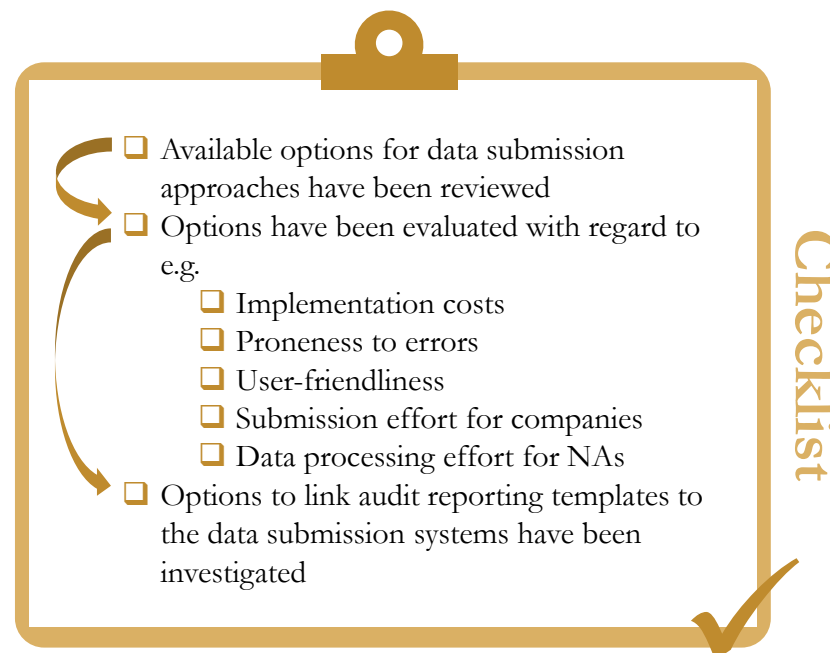 Available options for data submission
approaches have been reviewed
Options have been evaluated with regard to
e.g.
Implementation costs
Proneness to errors
User-friendliness
Submission effort for companies
Data processing effort for NAs
Options to link audit reporting templates to
the data submission systems have been
investigated
Checklist